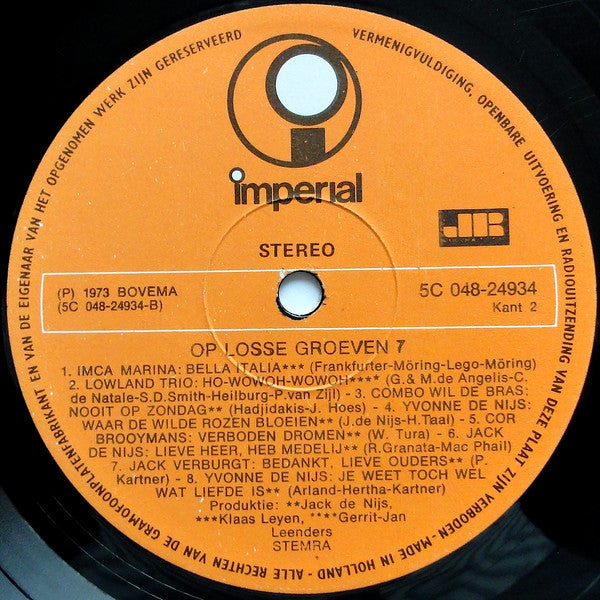 ALLE RECHTEN VAN DE GRAMOFOONPLATENFABRIKANT EN VAN DE EIGENAAR VAN HET OPGENOMEN WERK ZIJN GERESERVEERD
VERMENIGVULDIGING, OPENBARE UITVOERING EN RADIOUITZENDING VAN DEZE PLAAT ZIJN VERBODEN - MADE IN HOLLAND -
imperial
JR
STEREO
(P) 1973 BOVEMA
(5C 048-24934-B)
5C 048-24934
Kant 2
OP LOSSE GROEVEN 7
1. IMCA MARINA: BELLA ITALIA*** (Frankfurter-Möring-Lego-Möring)
2. LOWLAND TRIO: HO-WOWOH-WOWOH**** (G.& M.de Angelis-C.
de Natale-S.D.Smith-Heilburg-P.van Zijl) - 3. COMBO WIL DE BRAS:
NOOIT OP ZONDAG** (Hadjidakis-J. Hoes) - 4. YVONNE DE NIJS:
WAAR DE WILDE ROZEN BLOEIEN** (J.de Nijs-H.Taal) - 5. COR
BROOYMANS: VERBODEN DROMEN** (W. Tura) - 6. JACK
DE NIJS: LIEVE HEER, HEB MEDELIJ** (R.Granata-Mac Phail)
7. JACK VERBURGT: BEDANKT, LIEVE OUDERS** (P.
Kartner) - 8. YVONNE DE NIJS: JE WEET TOCH WEL
WAT LIEFDE IS** (Arland-Hertha-Kartner)
Produktie: **Jack de Nijs,
***Klaas Leyen, ****Gerrit-Jan
Leenders
STEMRA